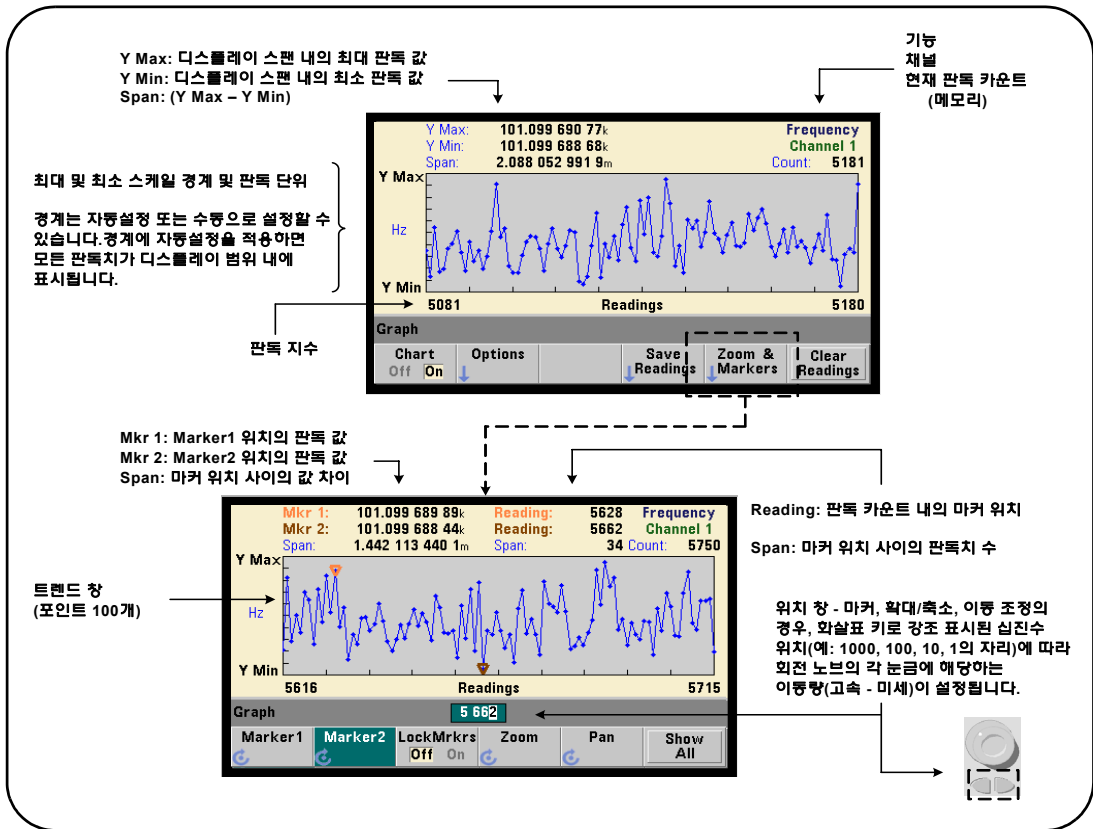 Y Max: 디스플레이 스팬 내의 최대 판독 값
Y Min: 디스플레이 스팬 내의 최소 판독 값
Span: (Y Max – Y Min)
기능
채널
현재 판독 카운트
(메모리)
Y Max: 101.099 690 77k Frequency
Y Min: 101.099 688 68k Channel 1
Span: 2.088 052 991 9m Count: 5181
Y Max
Hz
Y Min
5081 Readings 5180
Graph
Chart Off On
Options
Save Readings
Zoom & Markers
Clear Readings
최대 및 최소 스케일 경계 및 판독 단위
경계는 자동설정 또는 수동으로 설정할 수
있습니다.경계에 자동설정을 적용하면
모든 판독치가 디스플레이 범위 내에
표시됩니다.
판독 지수
Mkr 1: Marker1 위치의 판독 값
Mkr 2: Marker2 위치의 판독 값
Span: 마커 위치 사이의 값 차이
Mkr 1: 101.099 689 89k Reading: 5628 Frequency
Mkr 2: 101.099 688 44k Reading: 5662 Channel 1
Span: 1.442 113 440 1m Span: 34 Count: 5750
Y Max
Hz
Y Min
5616 Readings 5715
Graph 5 662
Marker1
Marker2
LockMrkrs Off On
Zoom
Pan
Show All
트렌드 창
(포인트 100개)
Reading: 판독 카운트 내의 마커 위치
Span: 마커 위치 사이의 판독치 수
위치 창 - 마커, 확대/축소, 이동 조정의
경우, 화살표 키로 강조 표시된 십진수
위치(예: 1000, 100, 10, 1의 자리)에 따라
회전 노브의 각 눈금에 해당하는
이동량(고속 - 미세)이 설정됩니다.